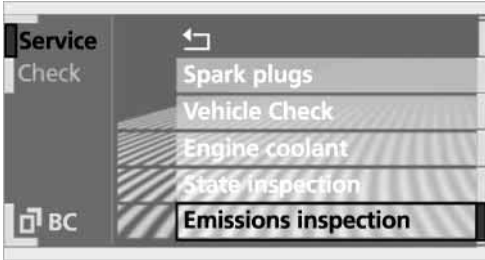 Service
Check
Spark plugs
Vehicle Check
Engine coolant
State inspection
Emissions inspection
BC